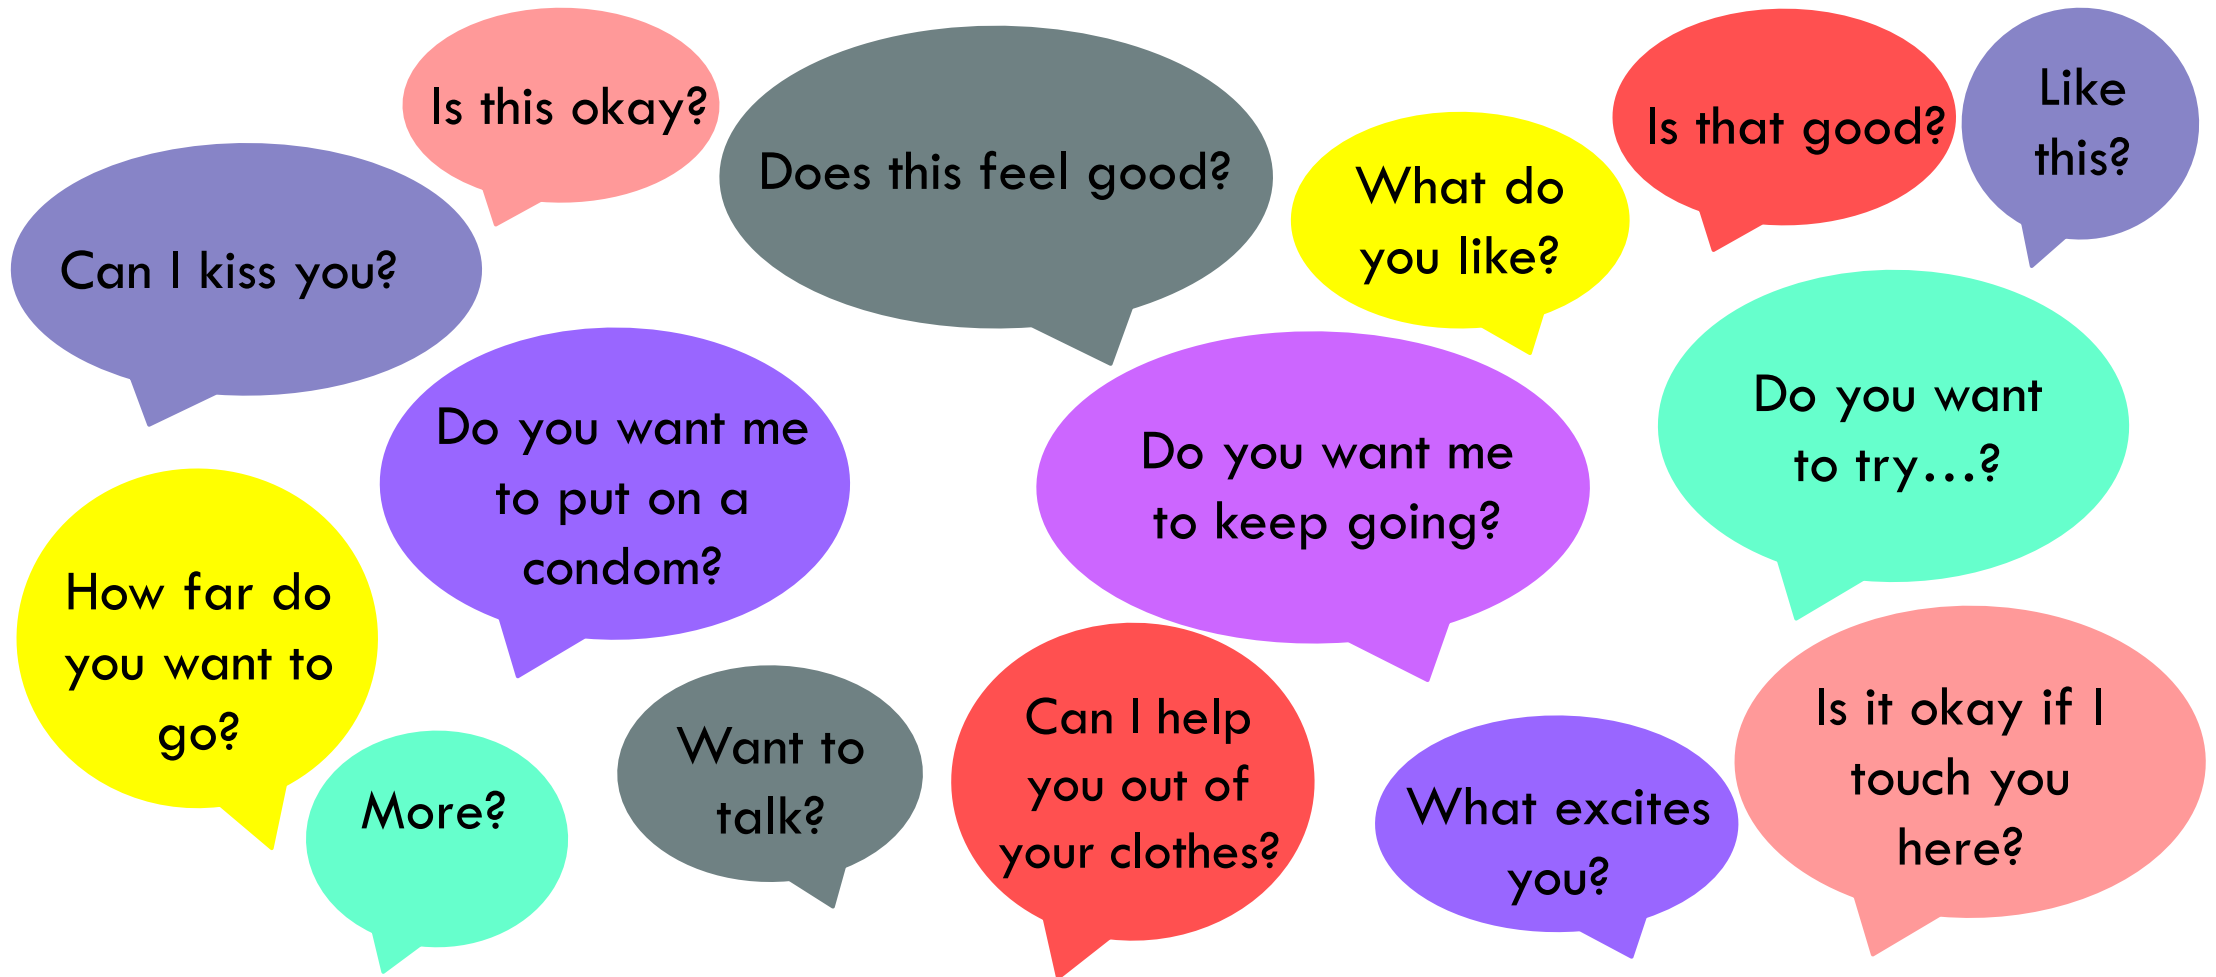 Is this okay?
Does this feel good?
Is that good?
Like
this?
Can I kiss you?
What do
you like?
Do you want me
to put on a
condom?
Do you want me
to keep going?
Do you want
to try...?
How far do
you want to
go?
More?
Want to
talk?
Can I help
you out of
your clothes?
What excites
you?
Is it okay if I
touch you
here?